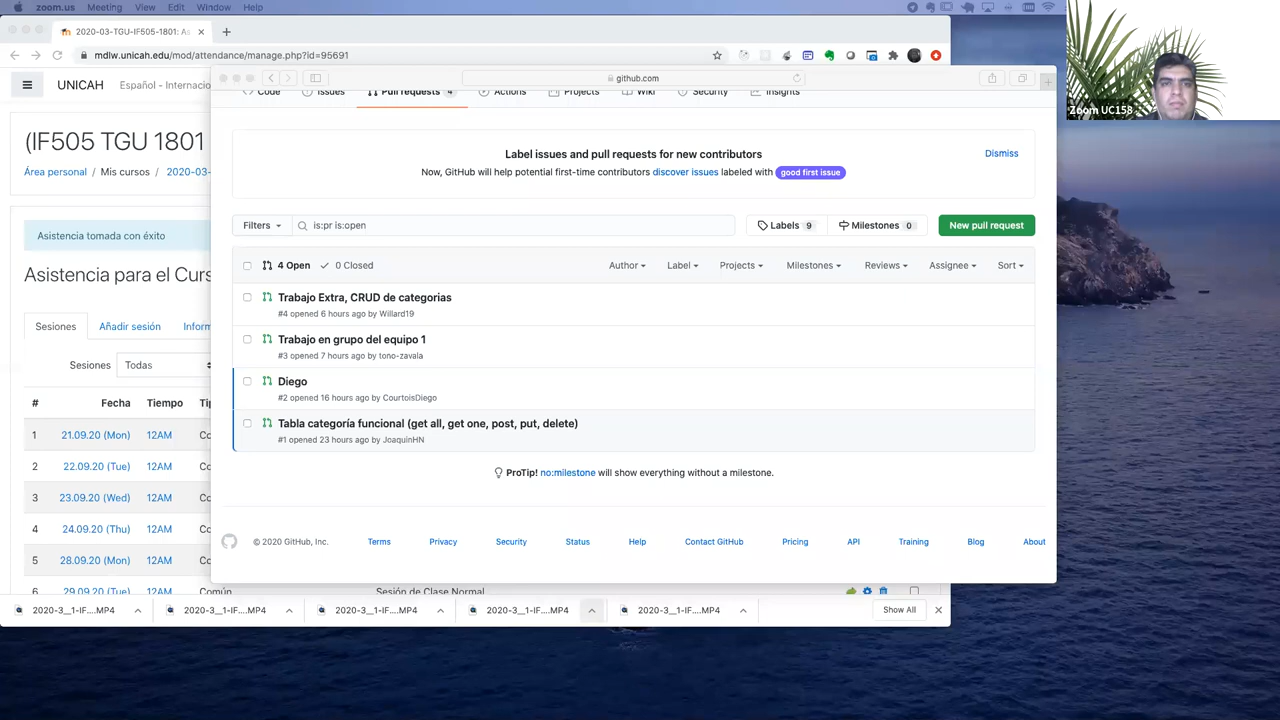 zoom.us Meeting View Edit Window Help
2020-03-TGU-IF505-1801: As
mdlw.unicah.edu/mod/attendance/manage.php?id=95691
UNICAH Español - Internacio
(IF505 TGU 1801
Área personal / Mis cursos / 2020-03-
Asistencia tomada con éxito
Asistencia para el Curs
Sesiones Añadir sesión Inform
Sesiones Todas
# Fecha Tiempo Tip
1 21.09.20 (Mon) 12AM Co
2 22.09.20 (Tue) 12AM Co
3 23.09.20 (Wed) 12AM Co
4 24.09.20 (Thu) 12AM Co
5 28.09.20 (Mon) 12AM Co
6 29.09.20 (Tue) 12AM Común Sesión de Clase Normal
github.com
Code Issues Pull requests 4 Actions Projects Wiki Security Insights
Label issues and pull requests for new contributors
Dismiss
Now, GitHub will help potential first-time contributors discover issues labeled with good first issue
Filters is:pr is:open Labels 9 Milestones 0 New pull request
4 Open 0 Closed Author Label Projects Milestones Reviews Assignee Sort
Trabajo Extra, CRUD de categorias
#4 opened 6 hours ago by Willard19
Trabajo en grupo del equipo 1
#3 opened 7 hours ago by tono-zavala
Diego
#2 opened 16 hours ago by CourtoisDiego
Tabla categoría funcional (get all, get one, post, put, delete)
#1 opened 23 hours ago by JoaquinHN
ProTip! no:milestone will show everything without a milestone.
© 2020 GitHub, Inc. Terms Privacy Security Status Help Contact GitHub Pricing API Training Blog About
2020-3__1-IF....MP4 2020-3__1-IF....MP4 2020-3__1-IF....MP4 2020-3__1-IF....MP4 2020-3__1-IF....MP4 Show All
Zoom UC158